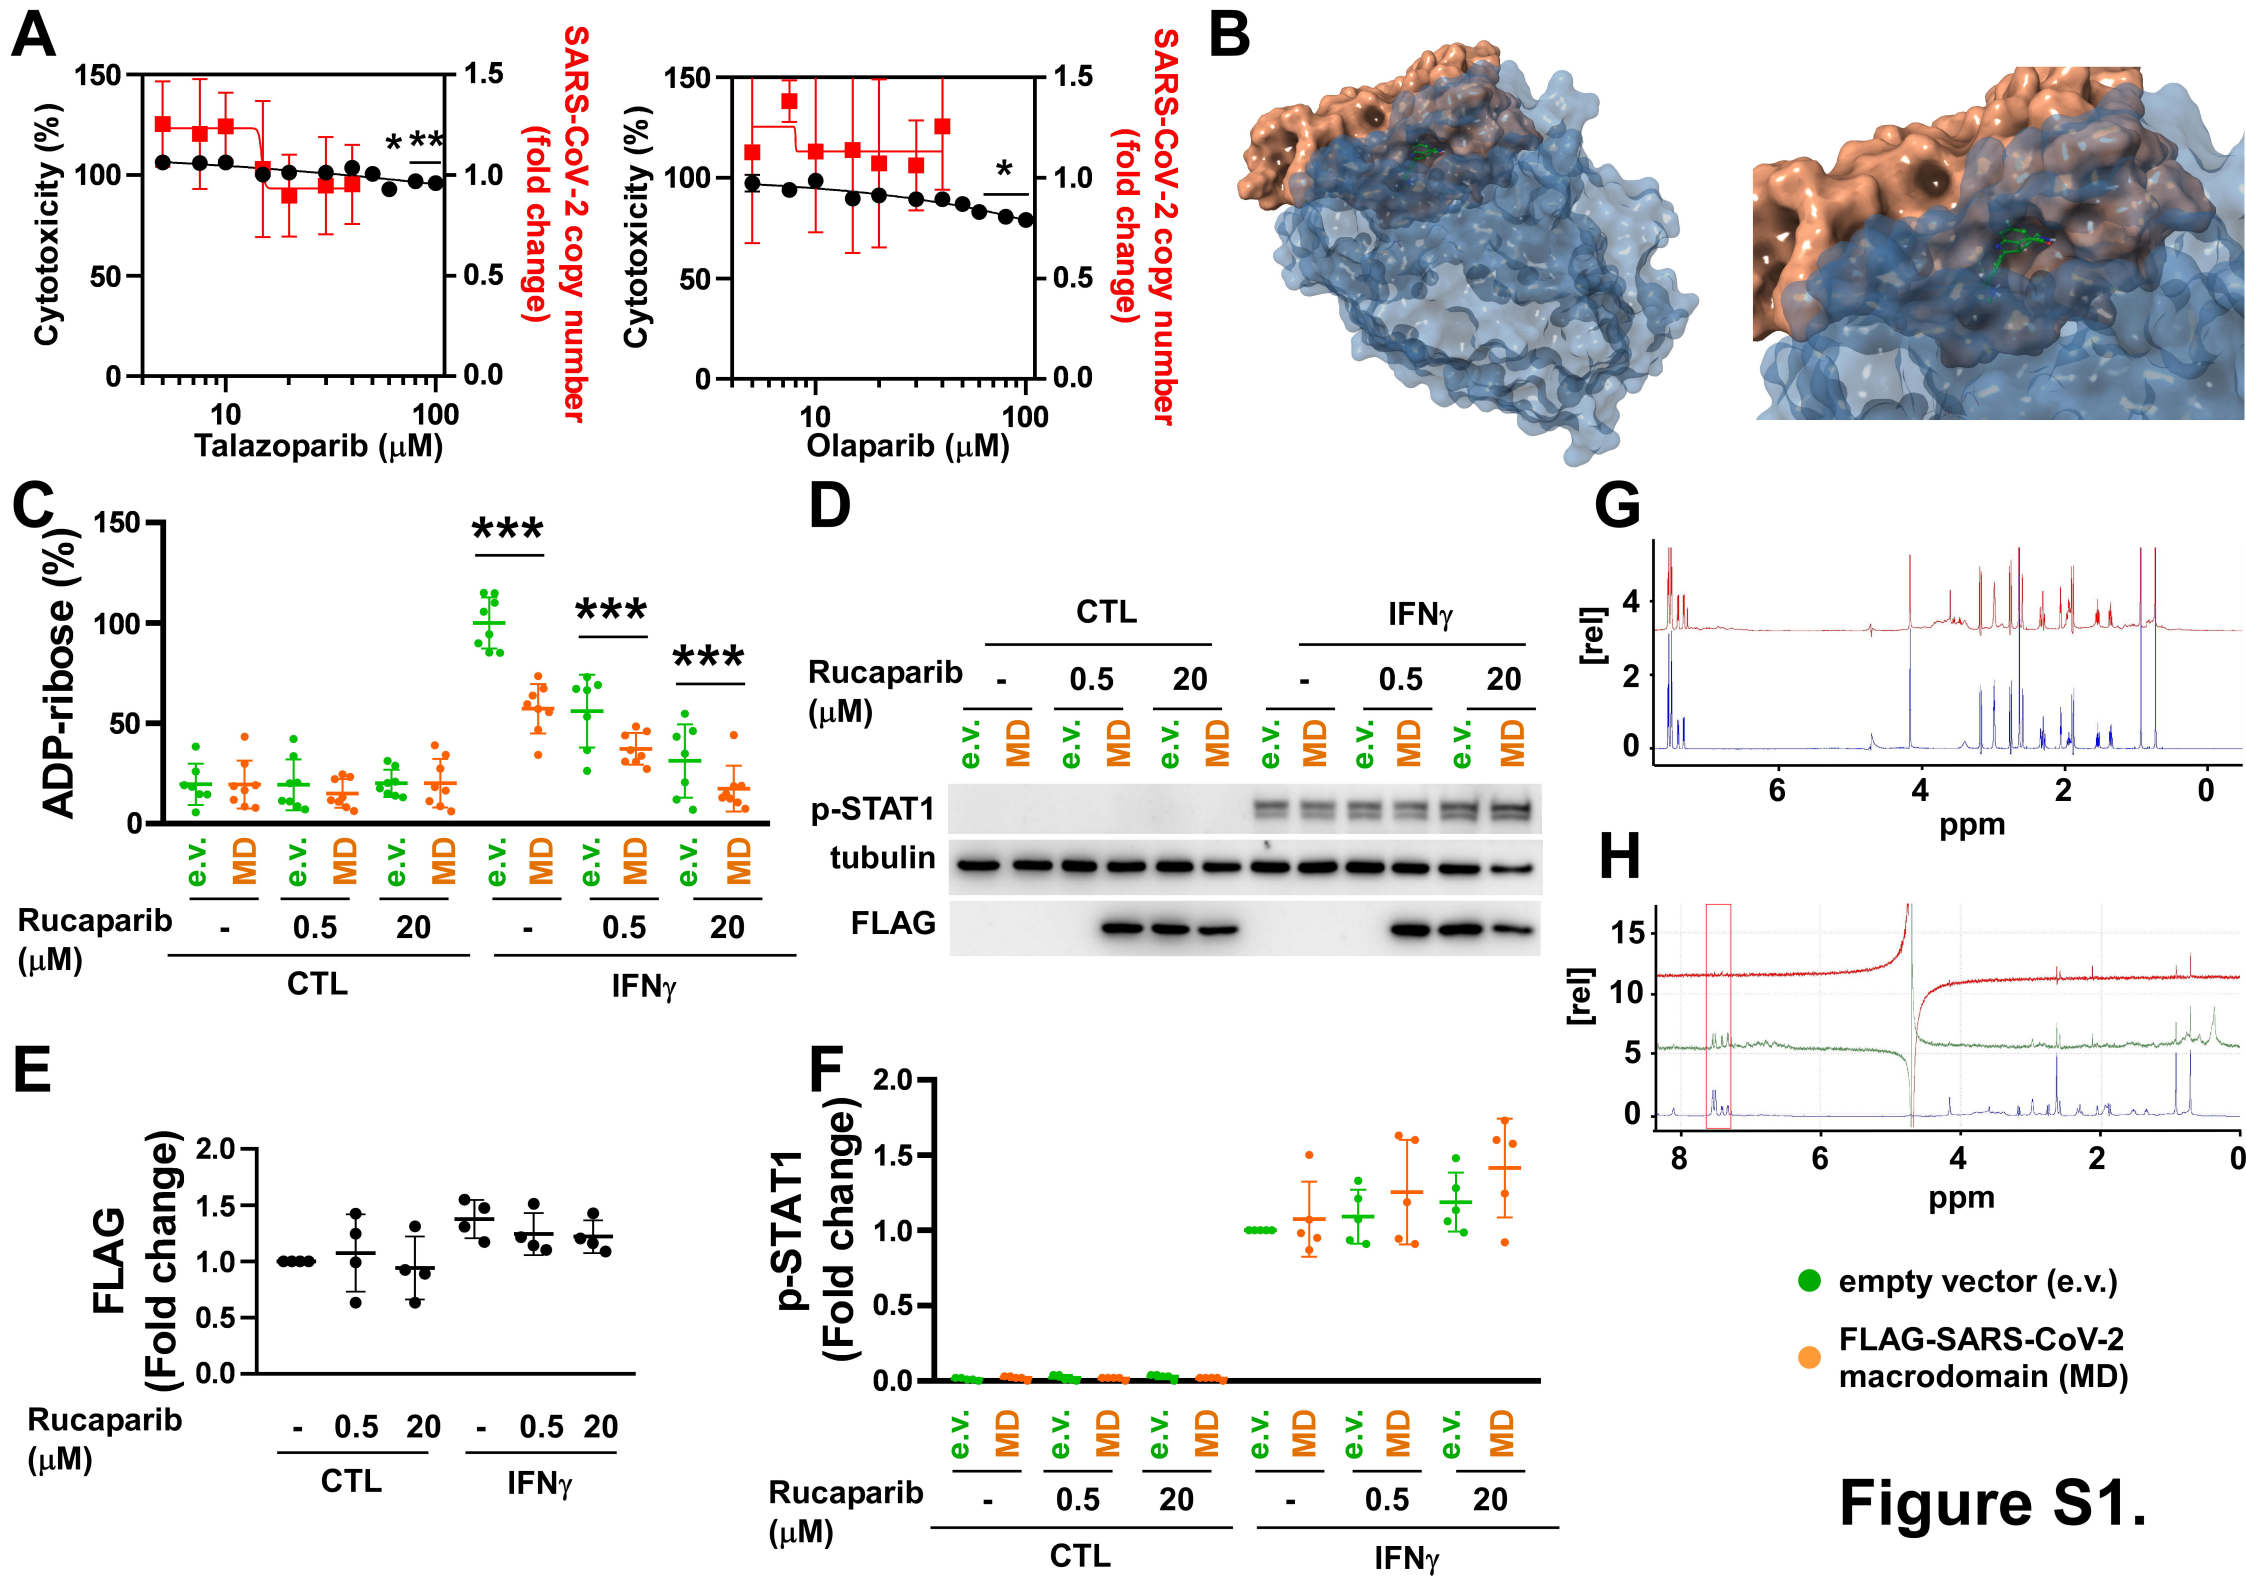 A
150
100
50
0
Cytotoxicity (%)
1.5
1.0
0.5
0.0
SARS-CoV-2 copy number
(fold change)
* **
10 100
Talazoparib (μM)
150
100
50
0
Cytotoxicity (%)
1.5
1.0
0.5
0.0
SARS-CoV-2 copy number
(fold change)
*
10 100
Olaparib (μM)
B
C
ADP-ribose (%)
150
100
50
0
*** *** ***
e.v. MD e.v. MD e.v. MD e.v. MD e.v. MD e.v. MD
Rucaparib - 0.5 20 - 0.5 20
(μM)
CTL IFNγ
D
CTL IFNγ
Rucaparib - 0.5 20 - 0.5 20
(μM)
e.v. MD e.v. MD e.v. MD e.v. MD e.v. MD e.v. MD
p-STAT1
tubulin
FLAG
E
FLAG
(Fold change)
2.0
1.5
1.0
0.5
0.0
Rucaparib - 0.5 20 - 0.5 20
(μM)
CTL IFNγ
F
p-STAT1
(Fold change)
2.0
1.5
1.0
0.5
0.0
e.v. MD e.v. MD e.v. MD e.v. MD e.v. MD e.v. MD
Rucaparib - 0.5 20 - 0.5 20
(μM)
CTL IFNγ
G
[rel]
4
2
0
6 4 2 0
ppm
H
[rel]
15
10
5
0
8 6 4 2 0
ppm
empty vector (e.v.)
FLAG-SARS-CoV-2
macrodomain (MD)
Figure S1.